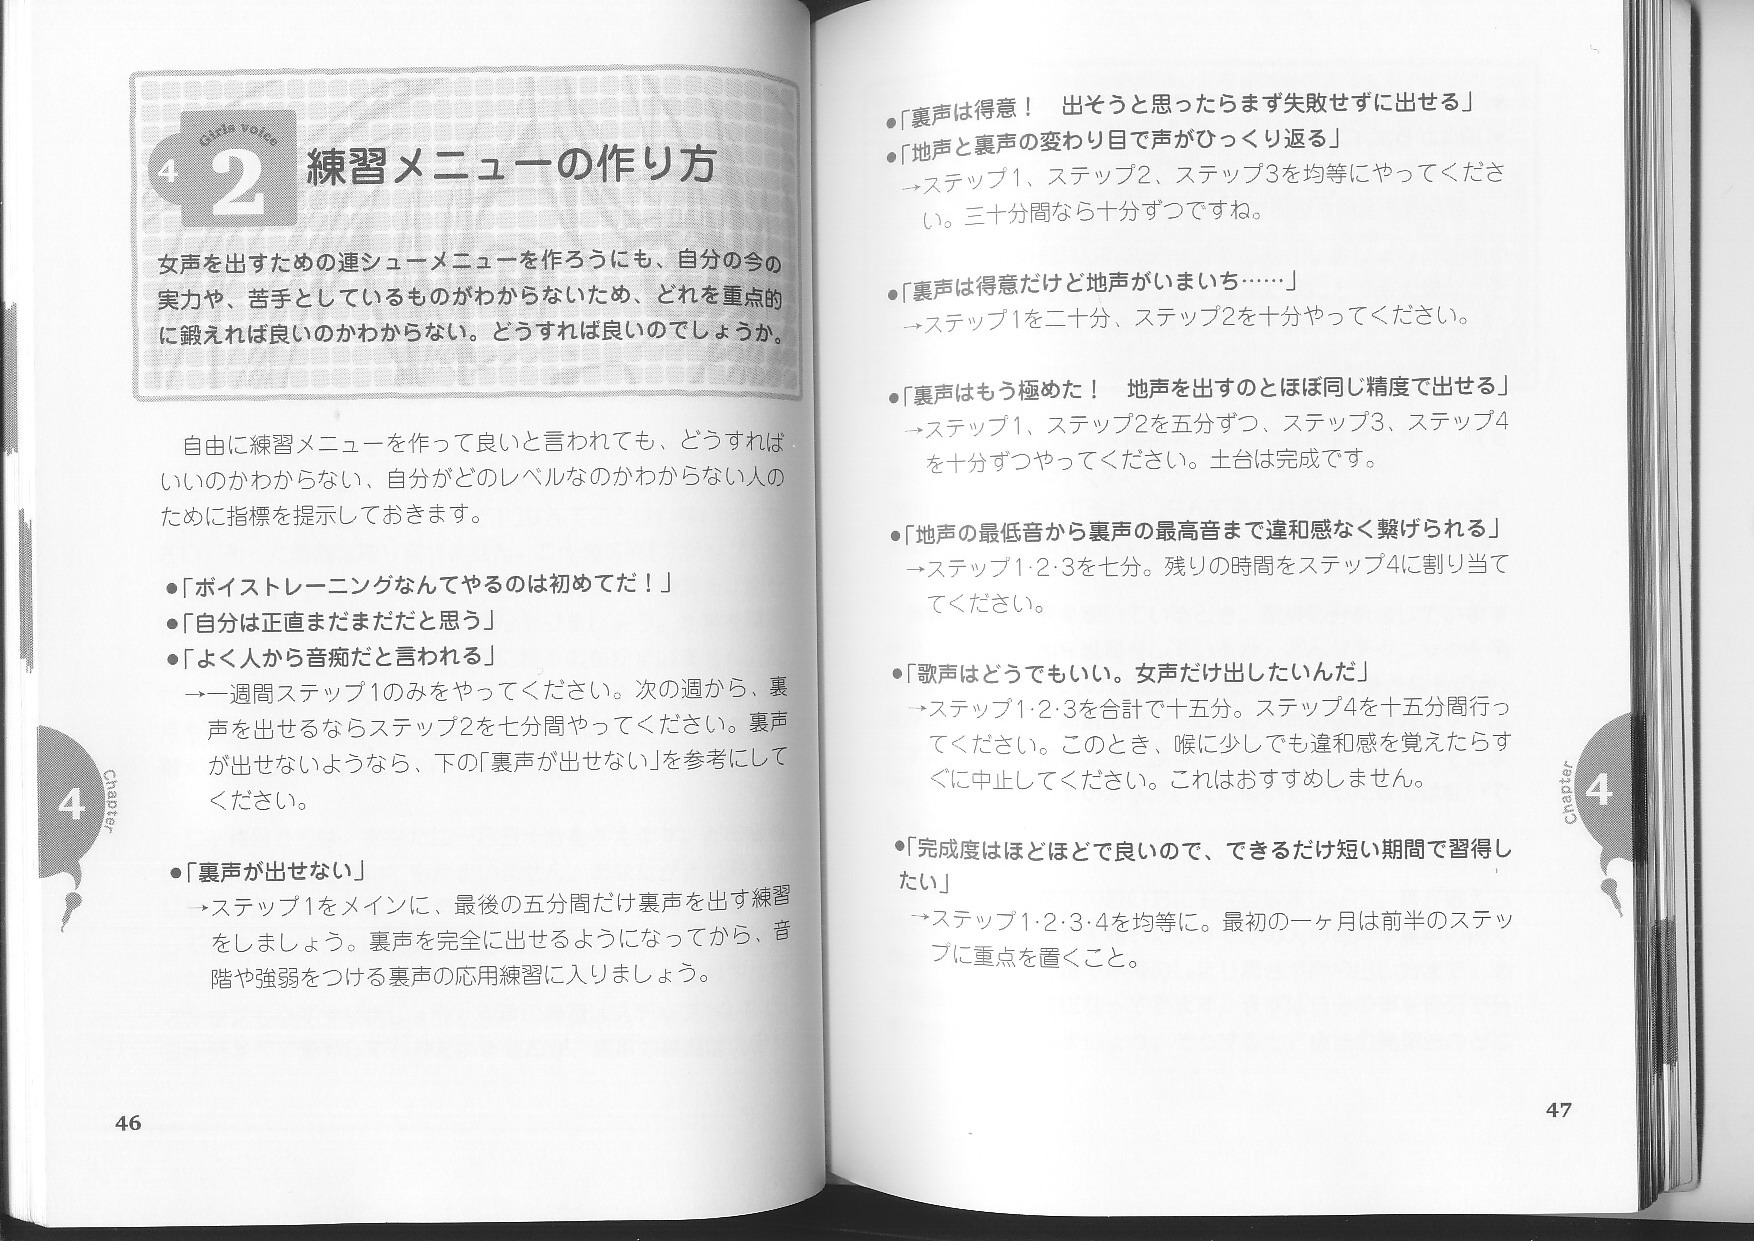 Girls voice
4
2
練習メニューの作り方
女声を出すための連シューメニューを作ろうにも、自分の今の
実力や、苦手としているものがわからないため、どれを重点的
に鍛えれば良いのかわからない。どうすれば良いのでしょうか。
自由に練習メニューを作って良いと言われても、どうすれば
いいのかわからない、自分がどのレベルなのかわからない人の
ために指標を提示しておきます。
●「ボイストレーニングなんてやるのは初めてだ！」
●「自分は正直まだまだだと思う」
●「よく人から音痴だと言われる」
→一週間ステップ1のみをやってください。次の週から、裏
声を出せるならステップ2を七分間やってください。裏声
が出せないようなら、下の「裏声が出せない」を参考にして
ください。
●「裏声が出せない」
→ステップ1をメインに、最後の五分間だけ裏声を出す練習
をしましょう。裏声を完全に出せるようになってから、音
階や強弱をつける裏声の応用練習に入りましょう。
4
Chapter
46
●「裏声は得意！　出そうと思ったらまず失敗せずに出せる」
●「地声と裏声の変わり目で声がひっくり返る」
→ステップ1、ステップ2、ステップ3を均等にやってくださ
い。三十分間なら十分ずつですね。
●「裏声は得意だけど地声がいまいち……」
→ステップ1を二十分、ステップ2を十分やってください。
●「裏声はもう極めた！　地声を出すのとほぼ同じ精度で出せる」
→ステップ1、ステップ2を五分ずつ、ステップ3、ステップ4
を十分ずつやってください。土台は完成です。
●「地声の最低音から裏声の最高音まで違和感なく繋げられる」
→ステップ1·2·3を七分。残りの時間をステップ4に割り当て
てください。
●「歌声はどうでもいい。女声だけ出したいんだ」
→ステップ1·2·3を合計で十五分。ステップ4を十五分間行っ
てください。このとき、喉に少しでも違和感を覚えたらす
ぐに中止してください。これはおすすめしません。
●「完成度はほどほどで良いので、できるだけ短い期間で習得し
たい」
→ステップ1·2·3·4を均等に。最初の一ヶ月は前半のステッ
プに重点を置くこと。
Chapter
4
47